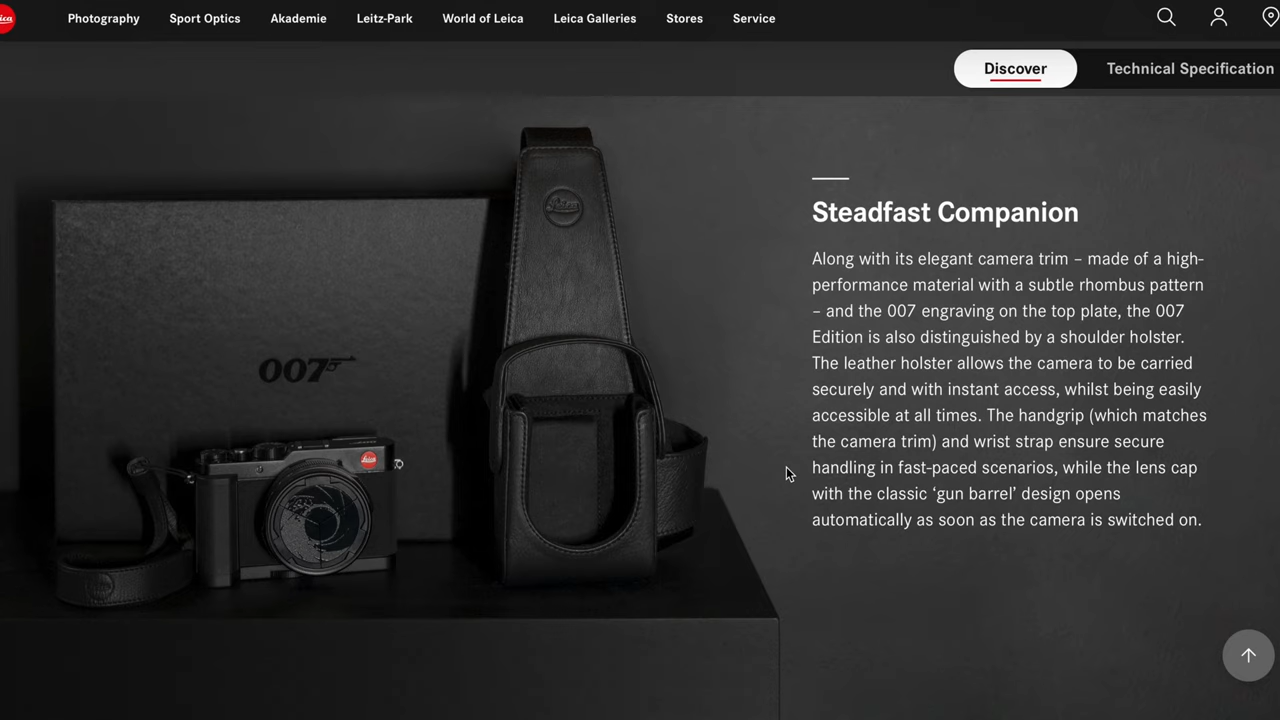 Photography Sport Optics Akademie Leitz-Park World of Leica Leica Galleries Stores Service
Discover Technical Specification
Steadfast Companion
Along with its elegant camera trim – made of a high-
performance material with a subtle rhombus pattern
– and the 007 engraving on the top plate, the 007
Edition is also distinguished by a shoulder holster.
The leather holster allows the camera to be carried
securely and with instant access, whilst being easily
accessible at all times. The handgrip (which matches
the camera trim) and wrist strap ensure secure
handling in fast-paced scenarios, while the lens cap
with the classic ‘gun barrel’ design opens
automatically as soon as the camera is switched on.
Leica
007
Leica